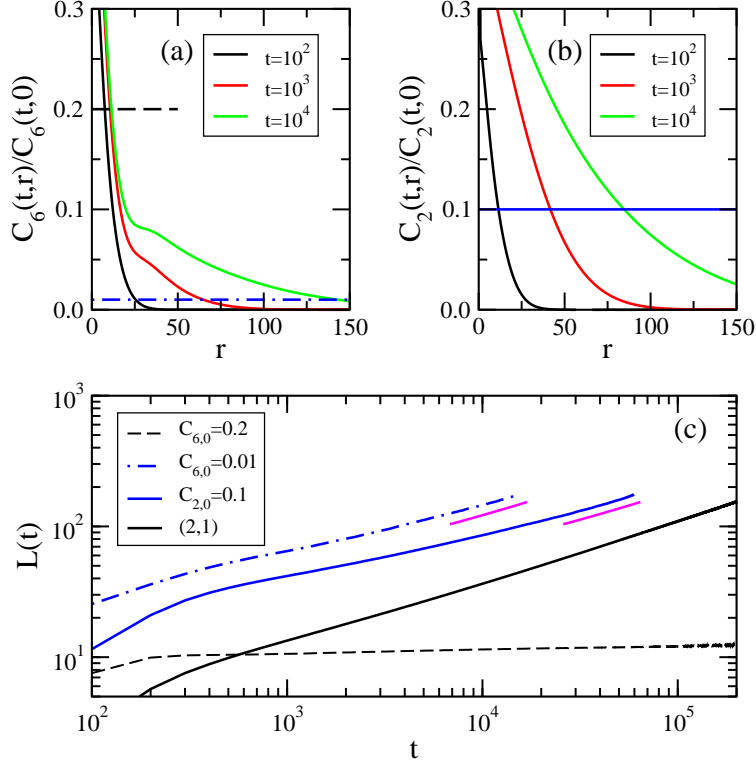 C₆(t,r)/C₆(t,0)
0.3
0.2
0.1
0.0
(a)
t=10²
t=10³
t=10⁴
0
50
100
150
r
C₂(t,r)/C₂(t,0)
0.3
0.2
0.1
0.0
(b)
t=10²
t=10³
t=10⁴
0
50
100
150
r
L(t)
10³
10²
10¹
C₆,₀=0.2
C₆,₀=0.01
C₂,₀=0.1
(2,1)
(c)
10²
10³
10⁴
10⁵
t